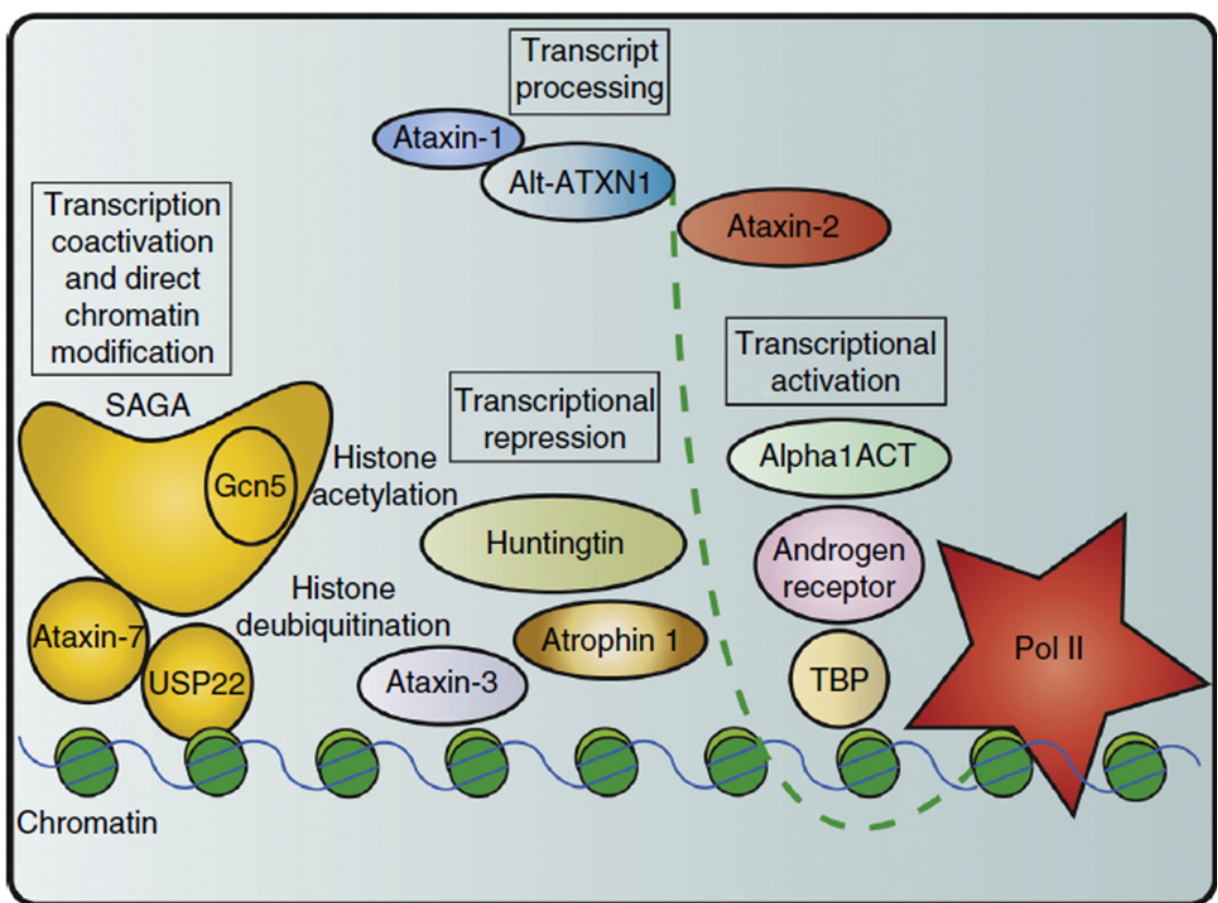 Transcript
processing
Ataxin-1
Alt-ATXN1
Ataxin-2
Transcription
coactivation
and direct
chromatin
modification
SAGA
Gcn5
Histone
acetylation
Ataxin-7
USP22
Histone
deubiquitination
Transcriptional
repression
Huntingtin
Atrophin 1
Ataxin-3
Transcriptional
activation
Alpha1ACT
Androgen
receptor
TBP
Pol II
Chromatin